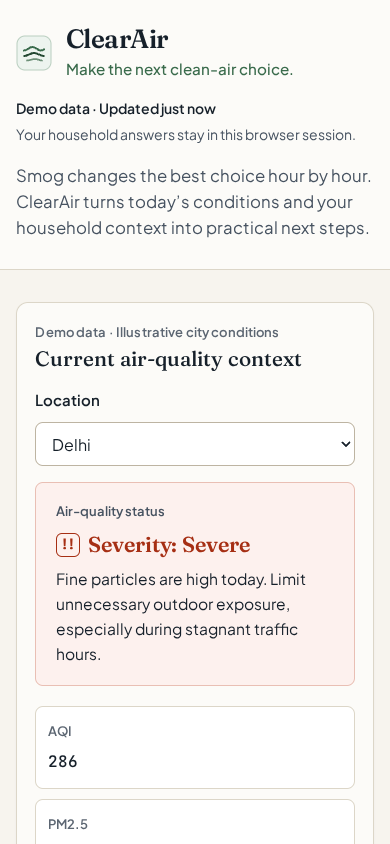 ClearAir
Make the next clean-air choice.
Demo data · Updated just now
Your household answers stay in this browser session.
Smog changes the best choice hour by hour.
ClearAir turns today’s conditions and your
household context into practical next steps.
Demo data · Illustrative city conditions
Current air-quality context
Location
Delhi
Air-quality status
!! Severity: Severe
Fine particles are high today. Limit
unnecessary outdoor exposure,
especially during stagnant traffic
hours.
AQI
286
PM2.5